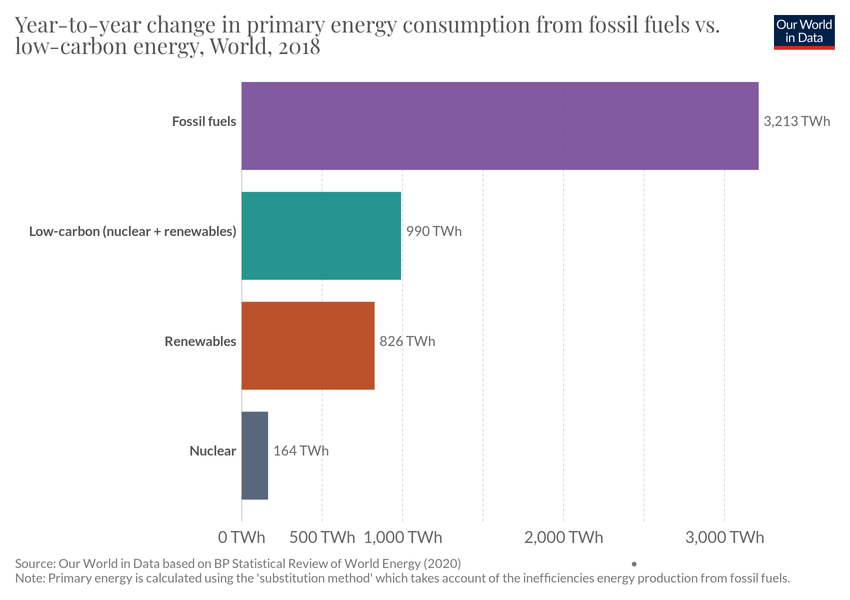 Year-to-year change in primary energy consumption from fossil fuels vs.
low-carbon energy, World, 2018
Our World
in Data
Fossil fuels
3,213 TWh
Low-carbon (nuclear + renewables)
990 TWh
Renewables
826 TWh
Nuclear
164 TWh
0 TWh
500 TWh
1,000 TWh
2,000 TWh
3,000 TWh
Source: Our World in Data based on BP Statistical Review of World Energy (2020)
Note: Primary energy is calculated using the 'substitution method' which takes account of the inefficiencies energy production from fossil fuels.